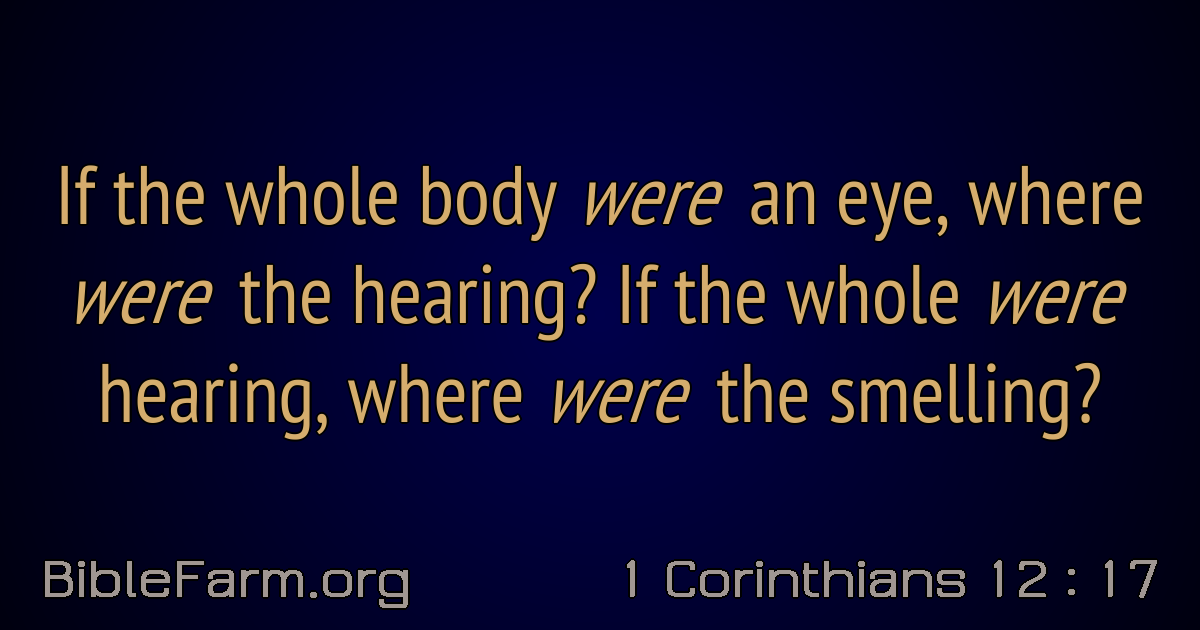 If the whole body were an eye, where
were the hearing? If the whole were
hearing, where were the smelling?
BibleFarm.org
1 Corinthians 12 : 17